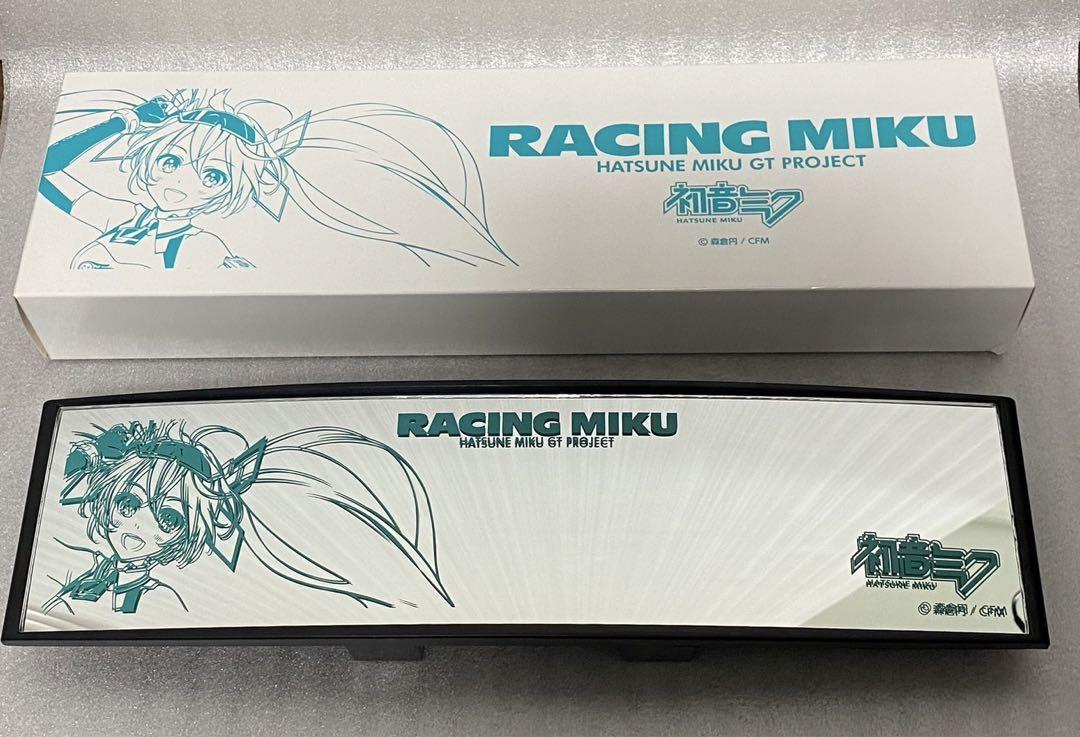 RACING MIKU
HATSUNE MIKU GT PROJECT
初音ミク
HATSUNE MIKU
© 森倉円 / CFM
RACING MIKU
HATSUNE MIKU GT PROJECT
初音ミク
HATSUNE MIKU
© 森倉円 / CFM